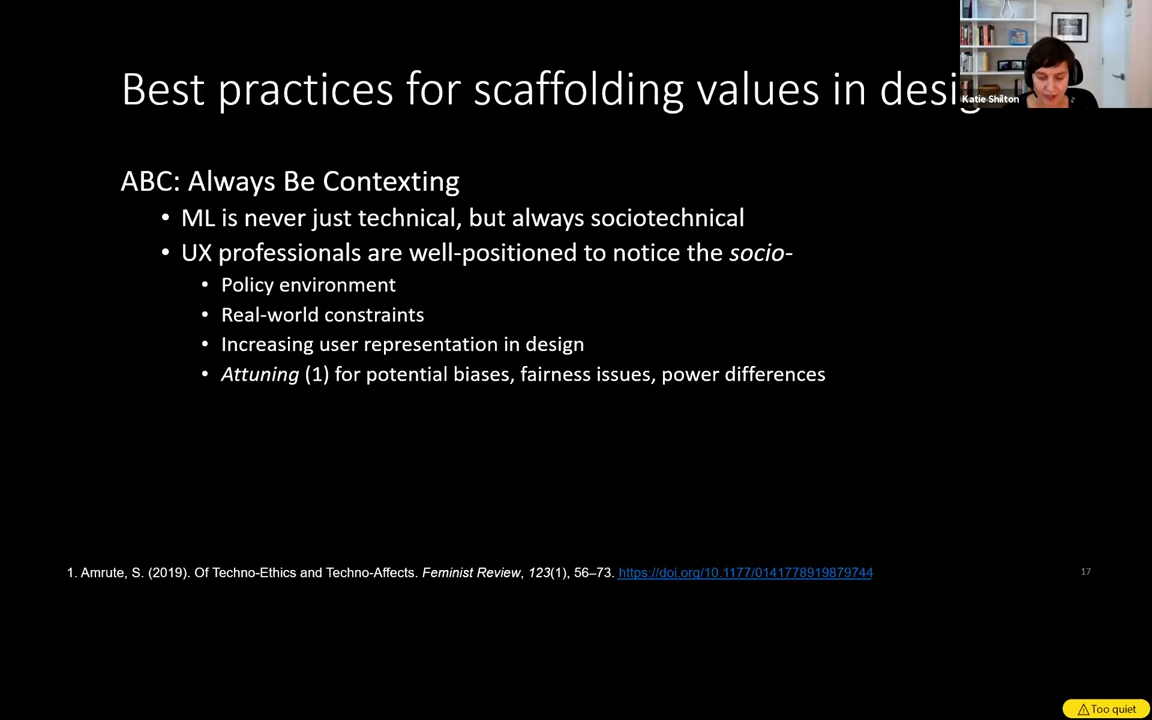 Best practices for scaffolding values in desig
Katie Shilton
ABC: Always Be Contexting
• ML is never just technical, but always sociotechnical
• UX professionals are well-positioned to notice the socio-
• Policy environment
• Real-world constraints
• Increasing user representation in design
• Attuning (1) for potential biases, fairness issues, power differences
1. Amrute, S. (2019). Of Techno-Ethics and Techno-Affects. Feminist Review, 123(1), 56–73. https://doi.org/10.1177/0141778919879744
17
Too quiet